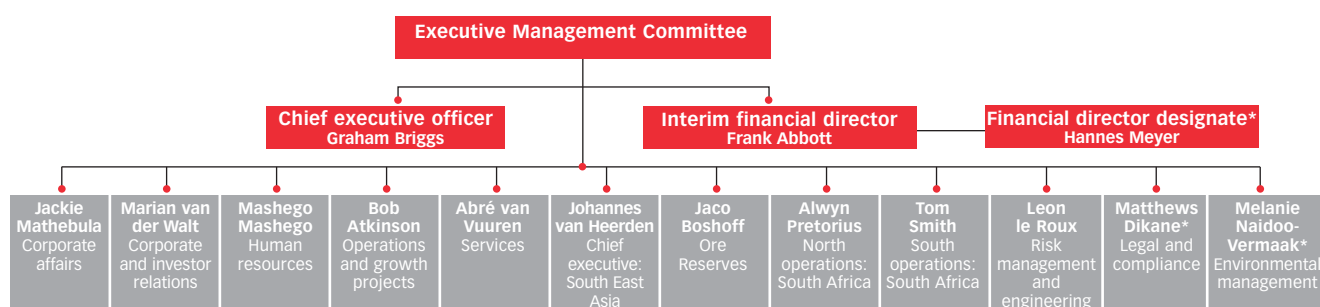 Executive Management Committee
Chief executive officer
Graham Briggs
Interim financial director
Frank Abbott
Financial director designate*
Hannes Meyer
Jackie
Mathebula
Corporate
affairs
Marian van
der Walt
Corporate
and investor
relations
Mashego
Mashego
Human
resources
Bob
Atkinson
Operations
and growth
projects
Abré van
Vuuren
Services
Johannes
van Heerden
Chief
executive:
South East
Asia
Jaco
Boshoff
Ore
Reserves
Alwyn
Pretorius
North
operations:
South Africa
Tom
Smith
South
operations:
South Africa
Leon
le Roux
Risk
management
and
engineering
Matthews
Dikane*
Legal and
compliance
Melanie
Naidoo-
Vermaak*
Environmental
management